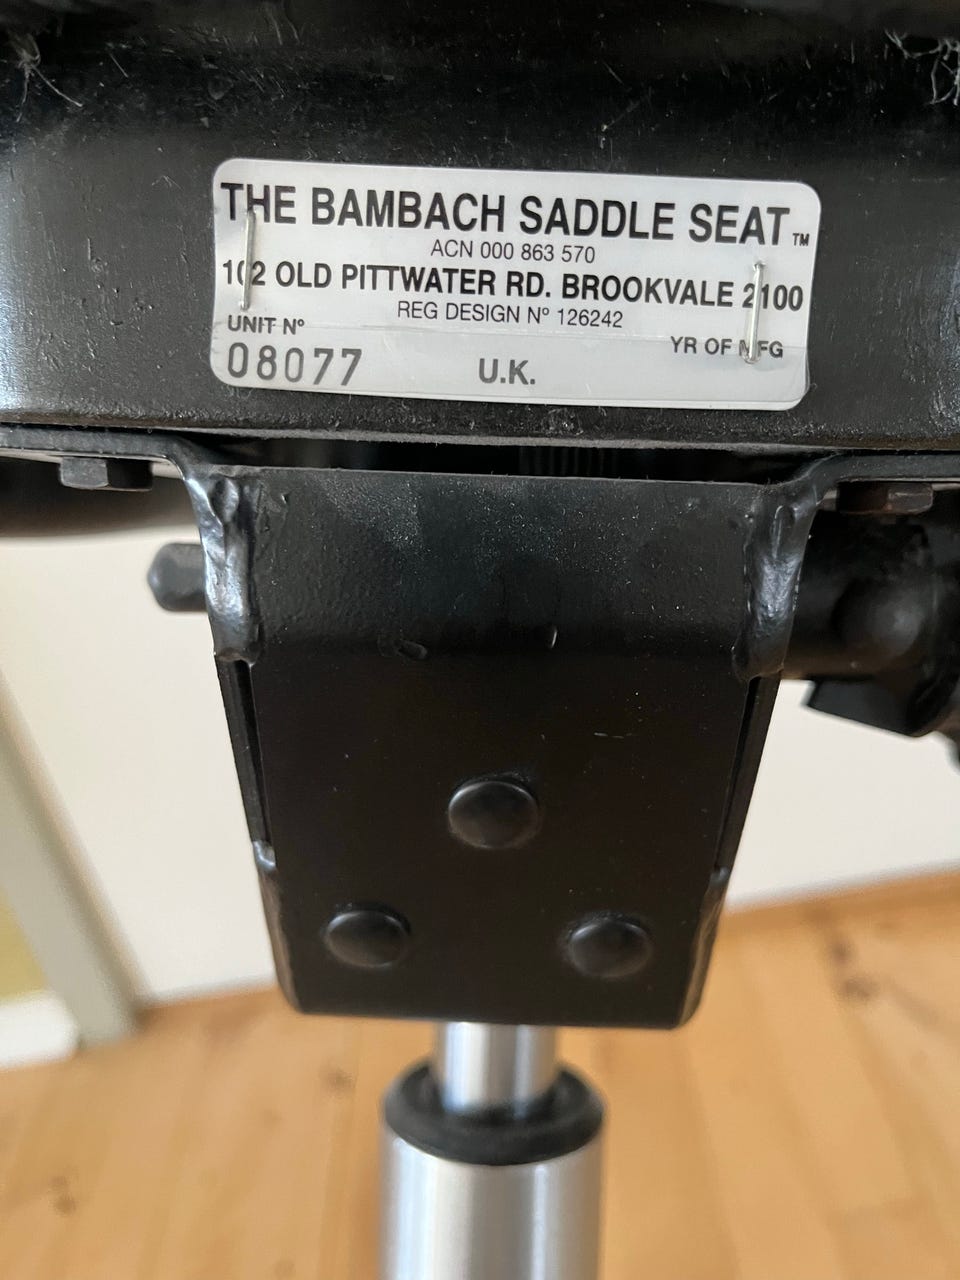 THE BAMBACH SADDLE SEAT™
ACN 000 863 570
102 OLD PITTWATER RD. BROOKVALE 2100
REG DESIGN Nº 126242
UNIT Nº
YR OF MFG
08077
U.K.